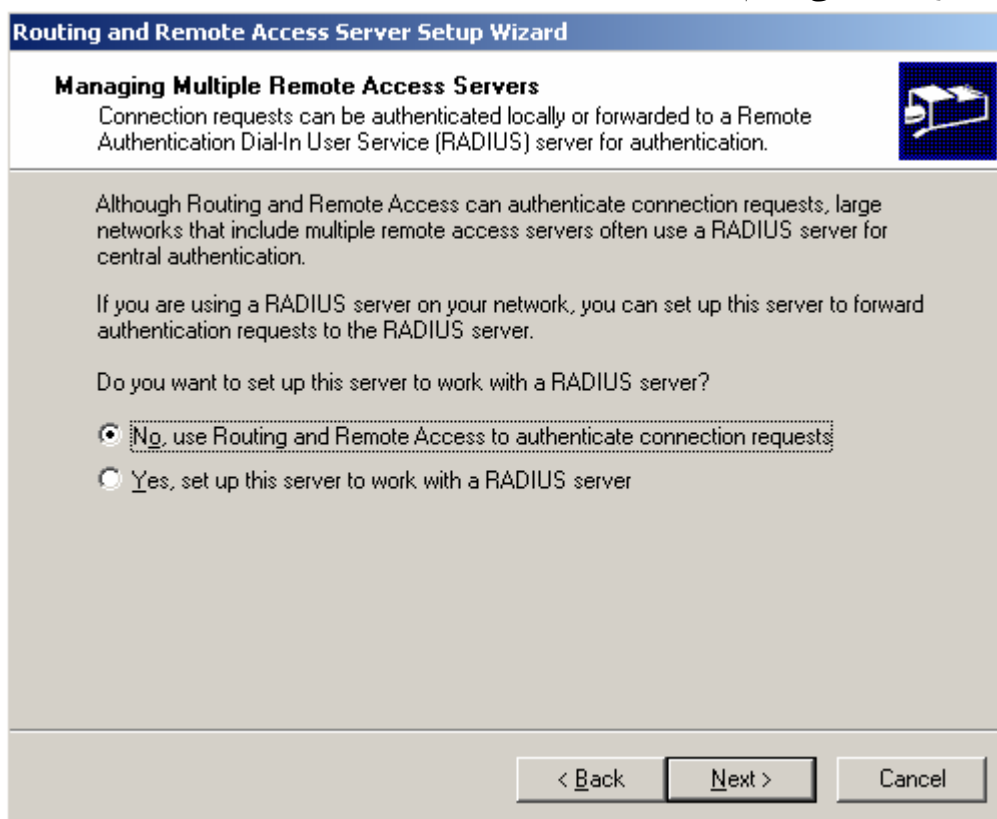 Routing and Remote Access Server Setup Wizard
Managing Multiple Remote Access Servers
Connection requests can be authenticated locally or forwarded to a Remote
Authentication Dial-In User Service (RADIUS) server for authentication.
Although Routing and Remote Access can authenticate connection requests, large
networks that include multiple remote access servers often use a RADIUS server for
central authentication.
If you are using a RADIUS server on your network, you can set up this server to forward
authentication requests to the RADIUS server.
Do you want to set up this server to work with a RADIUS server?
No, use Routing and Remote Access to authenticate connection requests
Yes, set up this server to work with a RADIUS server
< Back
Next >
Cancel